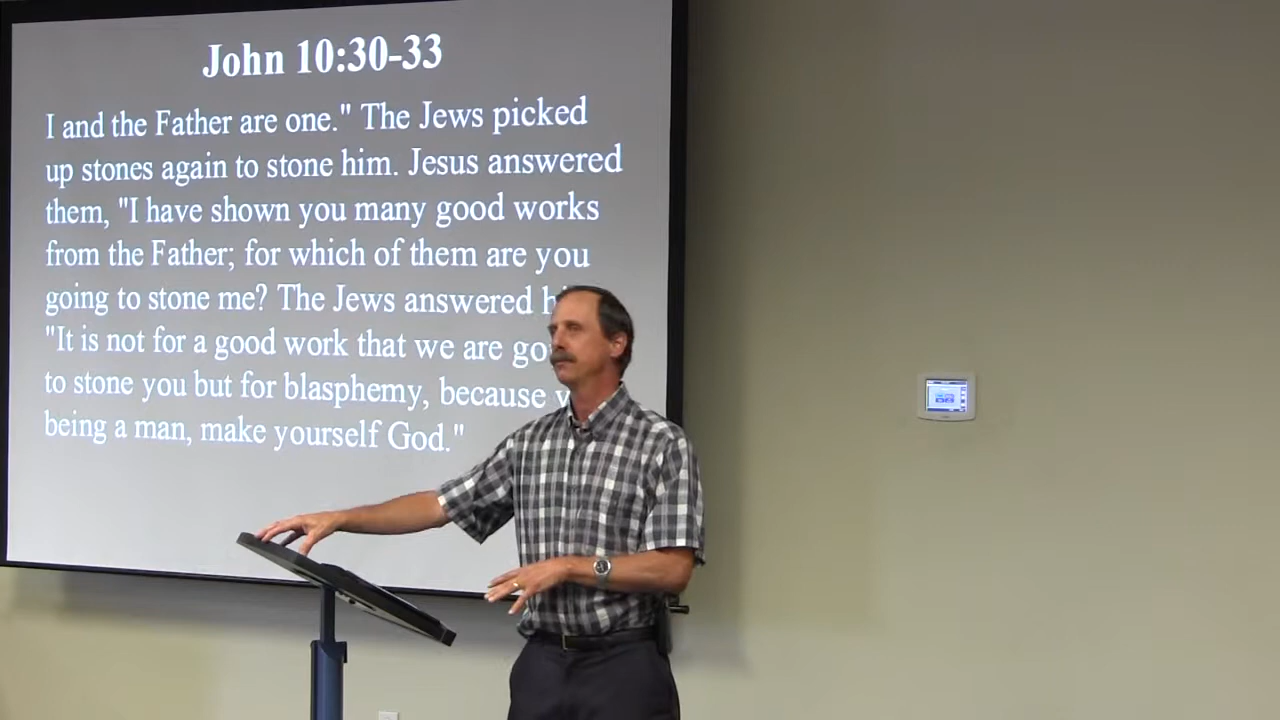 John 10:30-33
I and the Father are one." The Jews picked
up stones again to stone him. Jesus answered
them, "I have shown you many good works
from the Father; for which of them are you
going to stone me? The Jews answered
"It is not for a good work that we are
to stone you but for blasphemy, because
being a man, make yourself God."